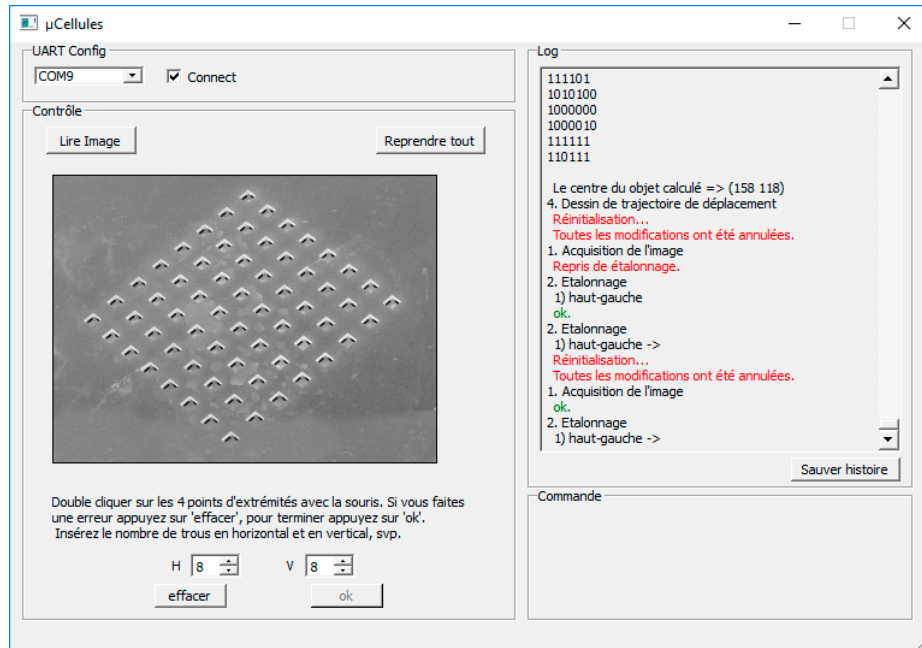 µCellules
UART Config
COM9
Connect
Contrôle
Lire Image
Reprendre tout
Double cliquer sur les 4 points d'extrémités avec la souris. Si vous faites
une erreur appuyez sur 'effacer', pour terminer appuyez sur 'ok'.
Insérez le nombre de trous en horizontal et en vertical, svp.
H 8 V 8
effacer
ok
Log
111101
1010100
1000000
1000010
111111
110111
Le centre du objet calculé => (158 118)
4. Dessin de trajectoire de déplacement
Réinitialisation...
Toutes les modifications ont été annulées.
1. Acquisition de l'image
Repris de étalonnage.
2. Etalonnage
1) haut-gauche
ok.
2. Etalonnage
1) haut-gauche ->
Réinitialisation...
Toutes les modifications ont été annulées.
1. Acquisition de l'image
ok.
2. Etalonnage
1) haut-gauche ->
Sauver histoire
Commande